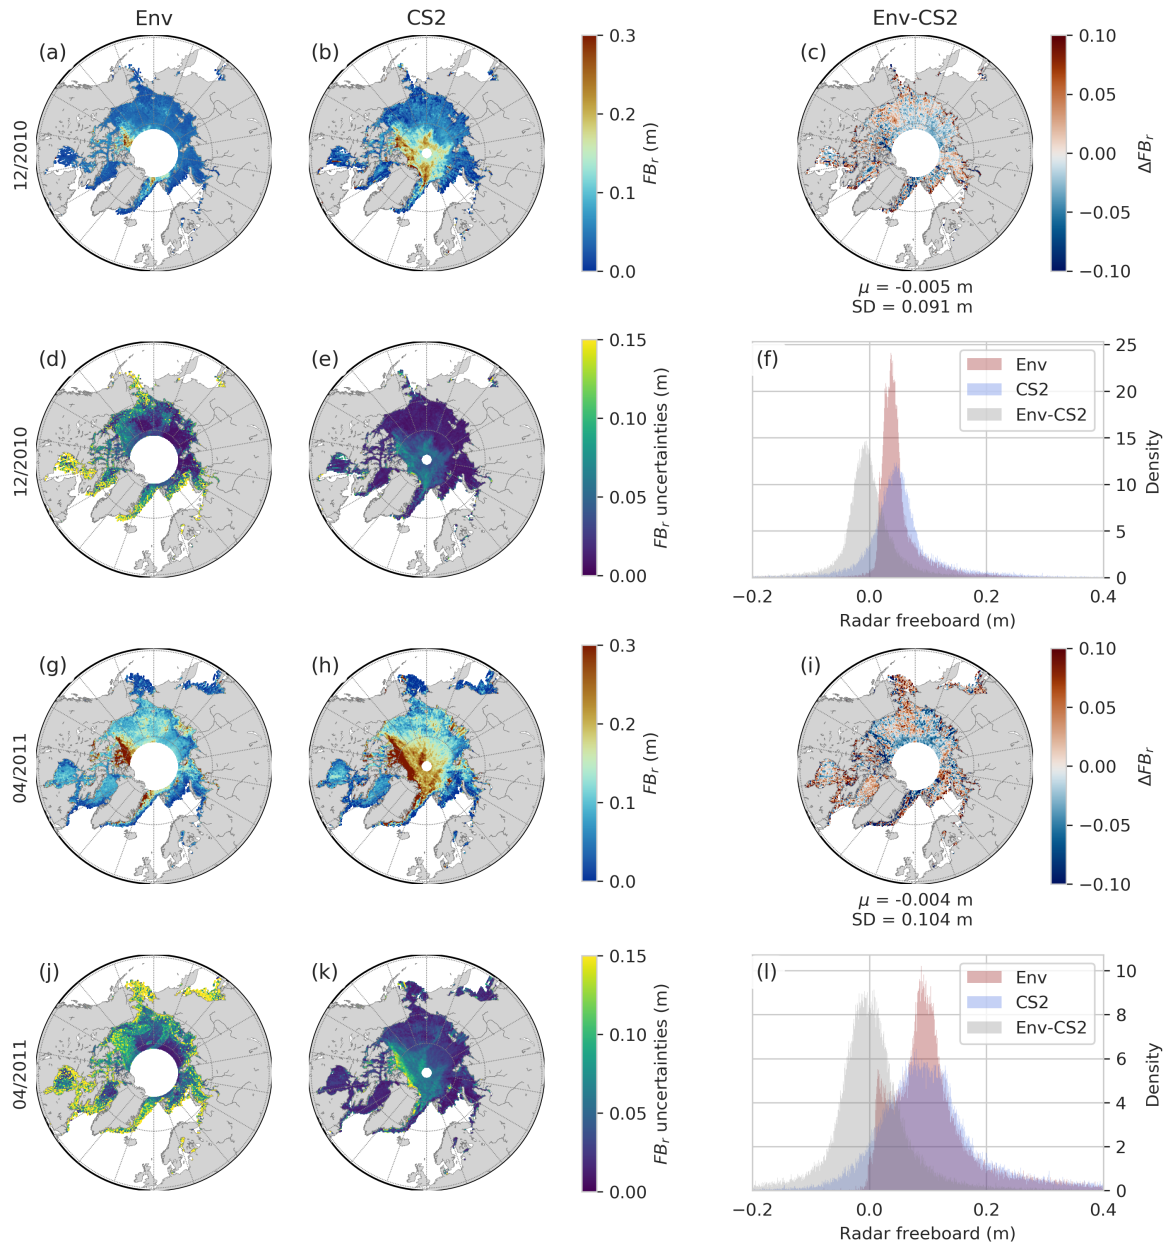 Env
CS2
Env-CS2
(a)
(b)
(c)
12/2010
0.3
0.2
0.1
0.0
FBr (m)
0.10
0.05
0.00
−0.05
−0.10
ΔFBr
μ = -0.005 m
SD = 0.091 m
(d)
(e)
(f)
12/2010
0.15
0.10
0.05
0.00
FBr uncertainties (m)
Env
CS2
Env-CS2
25
20
15
10
5
0
Density
−0.2
0.0
0.2
0.4
Radar freeboard (m)
(g)
(h)
(i)
04/2011
0.3
0.2
0.1
0.0
FBr (m)
0.10
0.05
0.00
−0.05
−0.10
ΔFBr
μ = -0.004 m
SD = 0.104 m
(j)
(k)
(l)
04/2011
0.15
0.10
0.05
0.00
FBr uncertainties (m)
Env
CS2
Env-CS2
10
8
6
4
2
0
Density
−0.2
0.0
0.2
0.4
Radar freeboard (m)